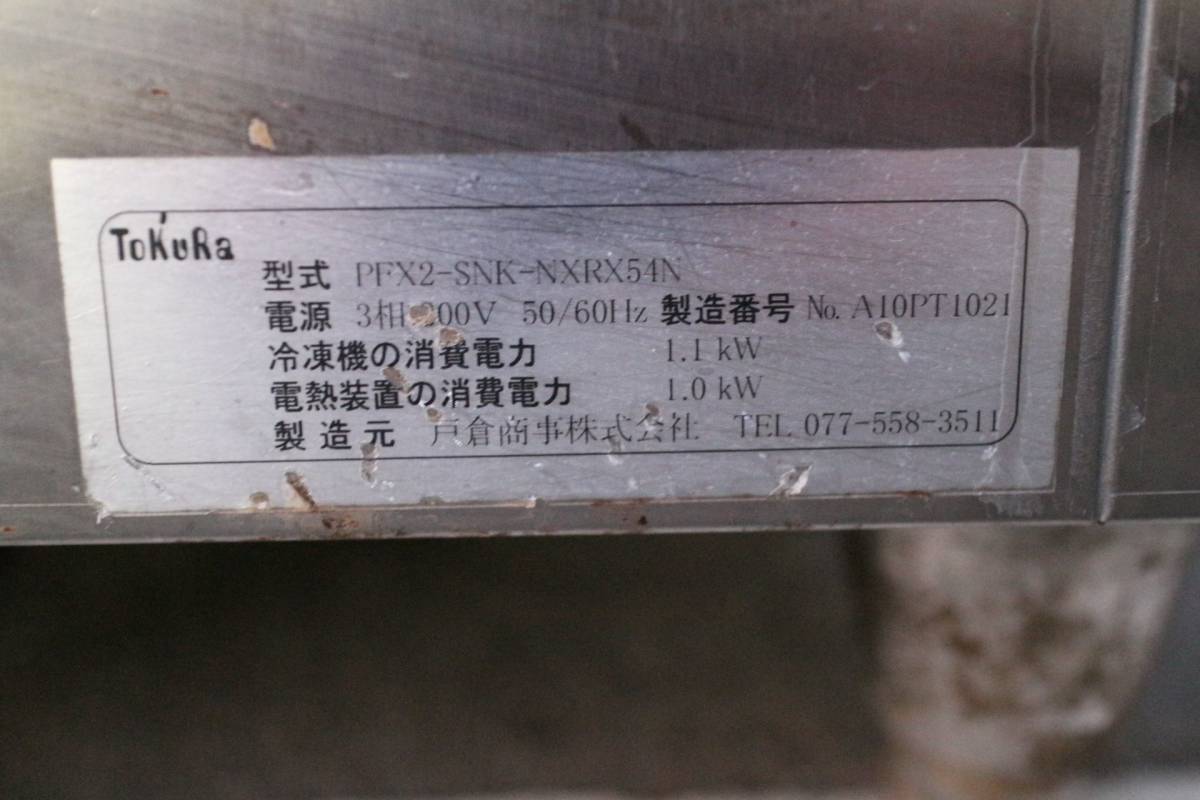 ToKuRa
型式 PFX2-SNK-NXRX54N
電源 3相 200V 50/60Hz 製造番号 No. A10PT1021
冷凍機の消費電力 1.1 kW
電熱装置の消費電力 1.0 kW
製造元 戸倉商事株式会社 TEL 077-558-3511